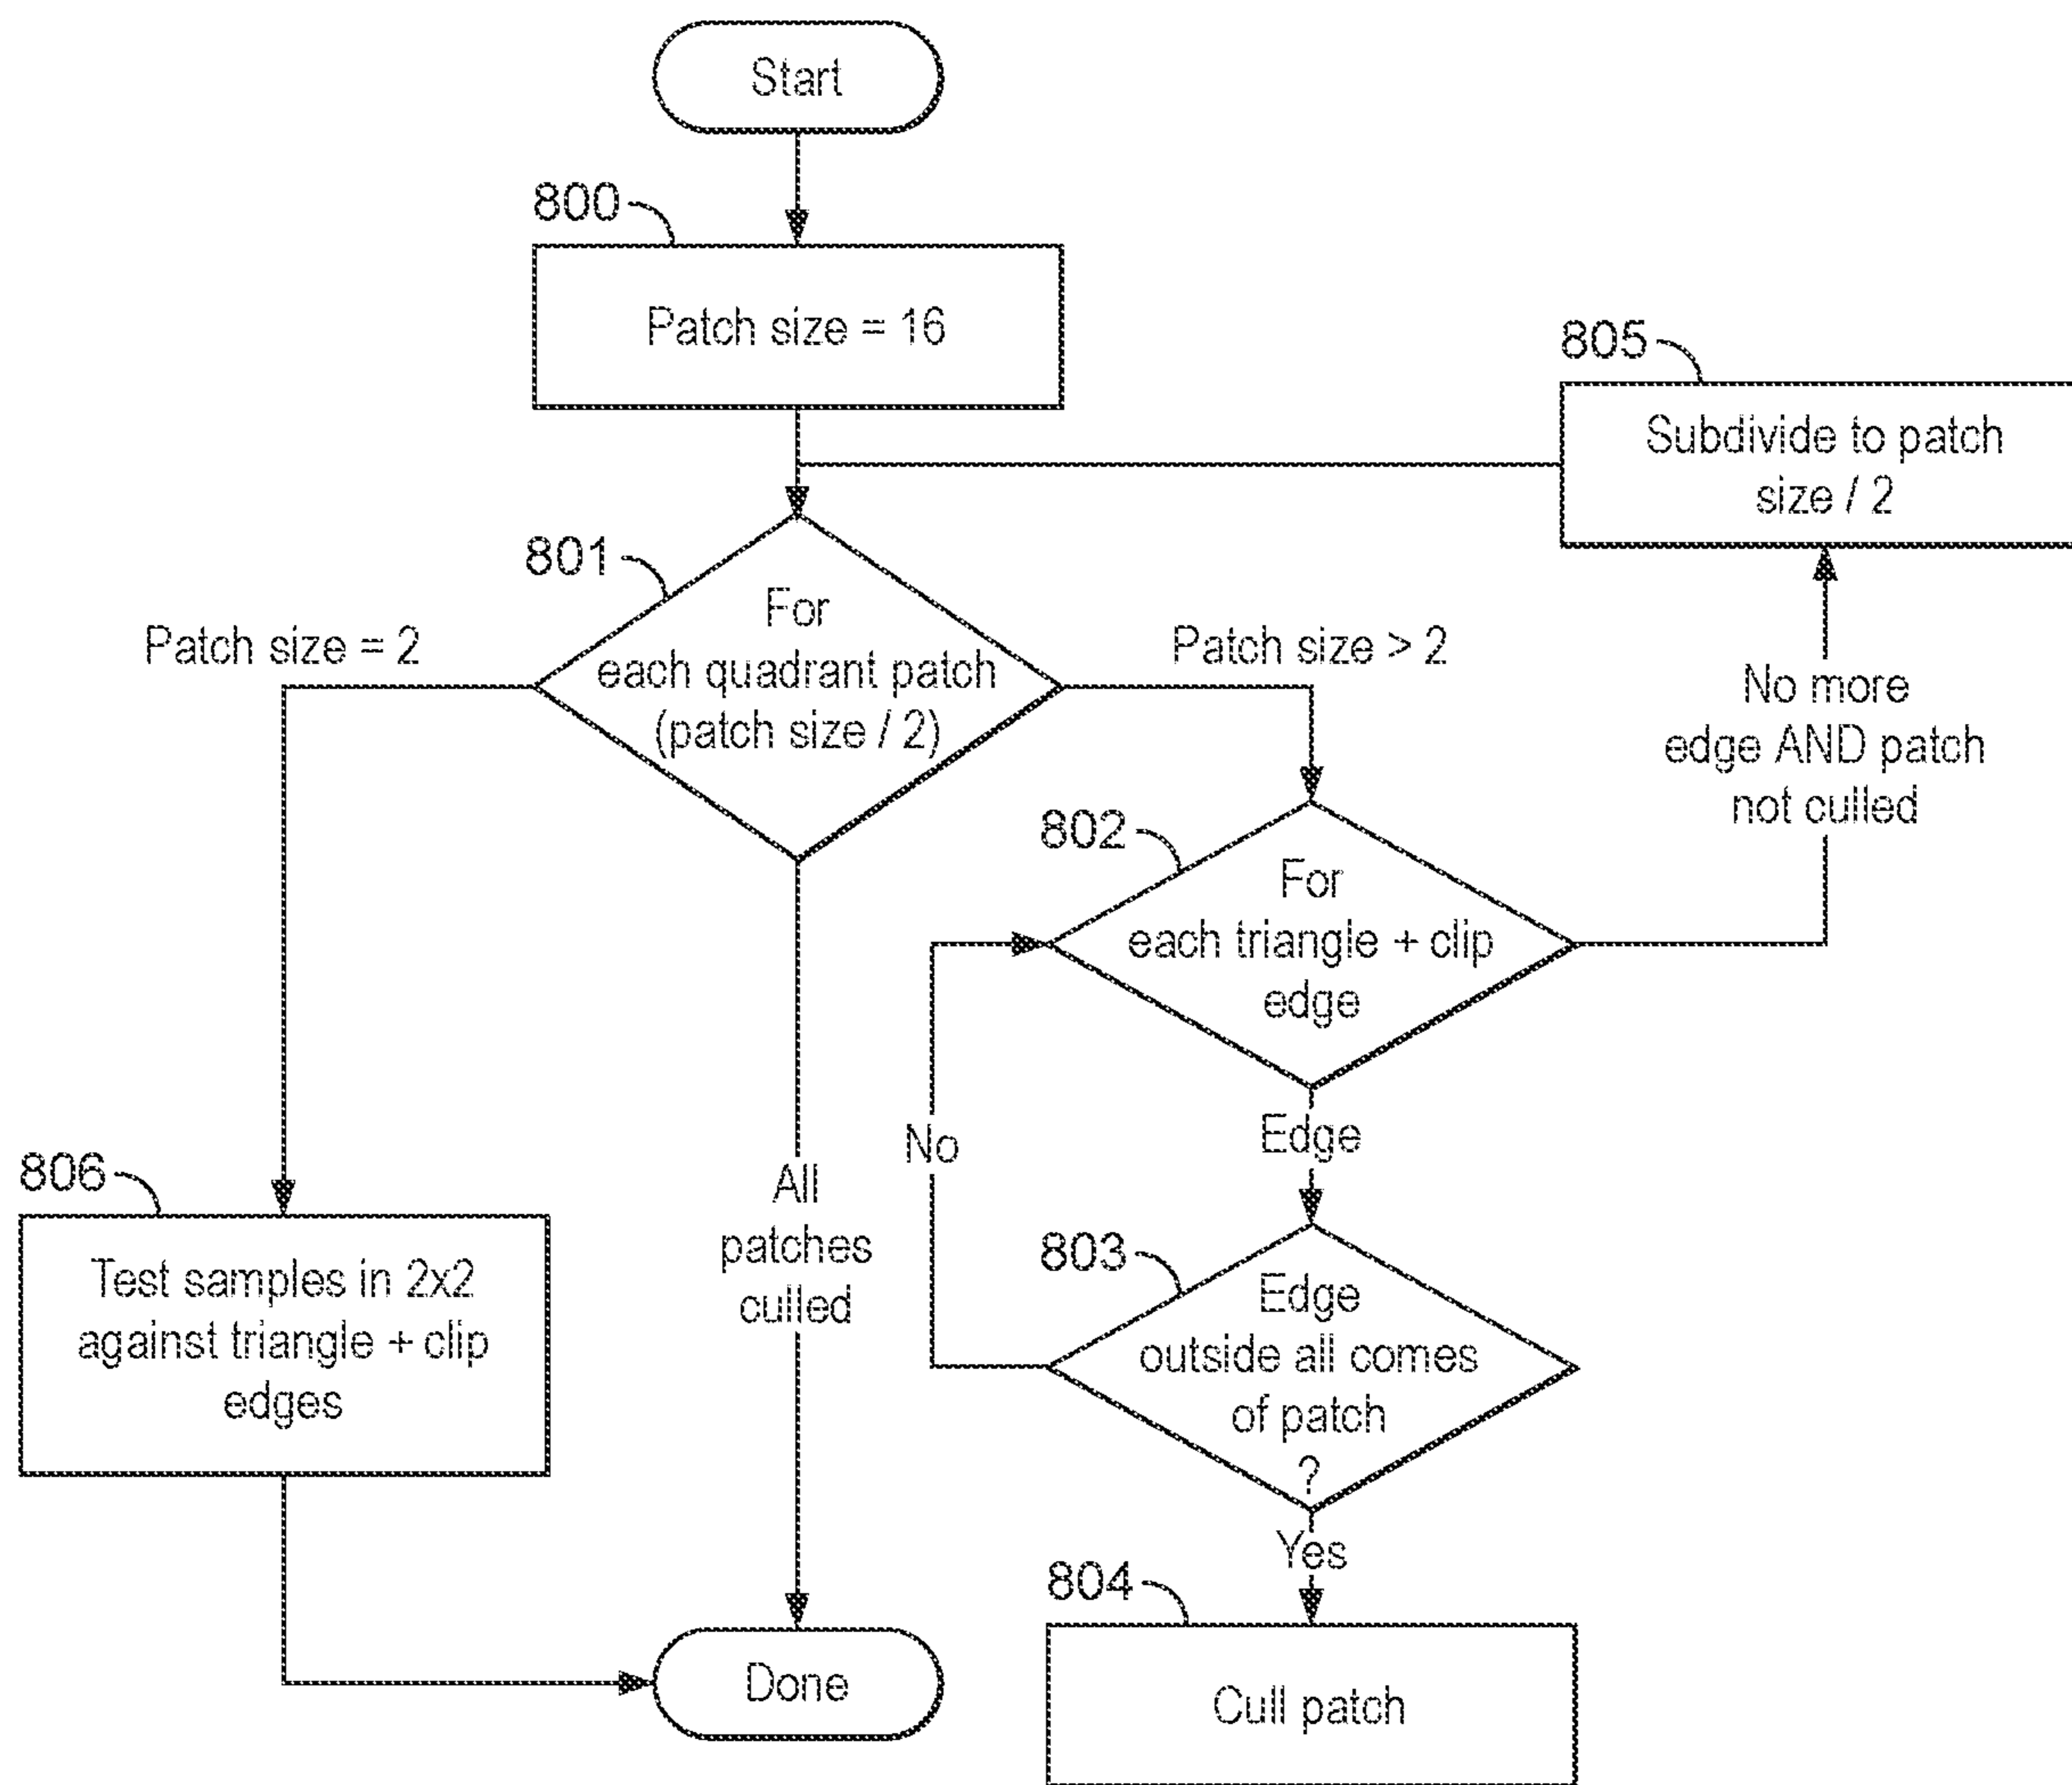 Start
800
Patch size = 16
805
Subdivide to patch
size / 2
801
For
each quadrant patch
(patch size / 2)
Patch size = 2
Patch size > 2
No more
edge AND patch
not culled
802
For
each triangle + clip
edge
No
Edge
806
Test samples in 2x2
against triangle + clip
edges
All
patches
culled
803
Edge
outside all comes
of patch
?
Yes
804
Done
Cull patch